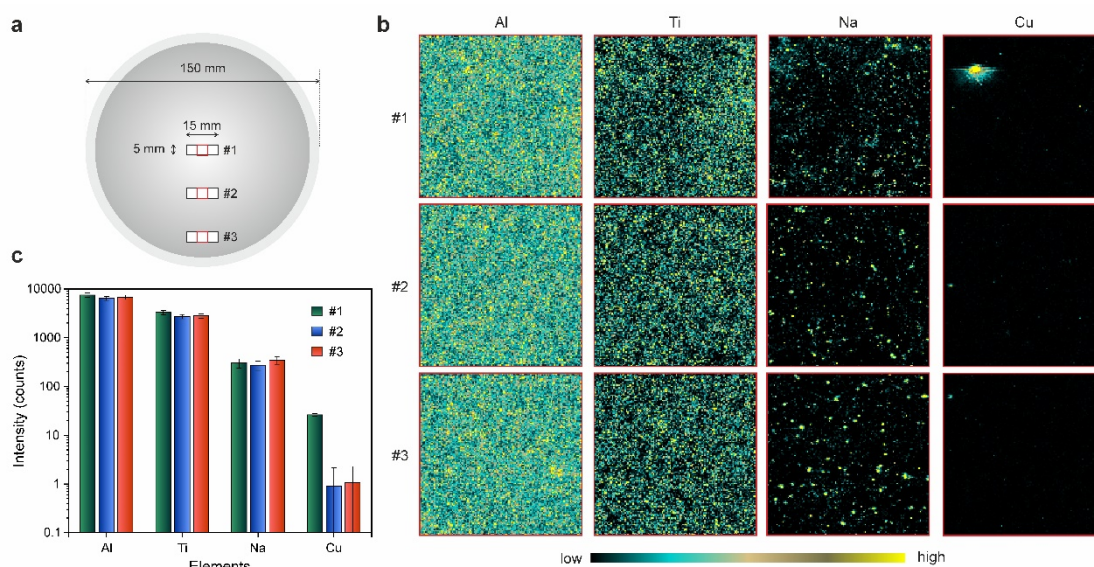 a
150 mm
15 mm
5 mm
#1
#2
#3
b
Al Ti Na Cu
#1
#2
#3
low high
c
10000
1000
100
10
1
0.1
Intensity (counts)
#1
#2
#3
Al Ti Na Cu
Elements